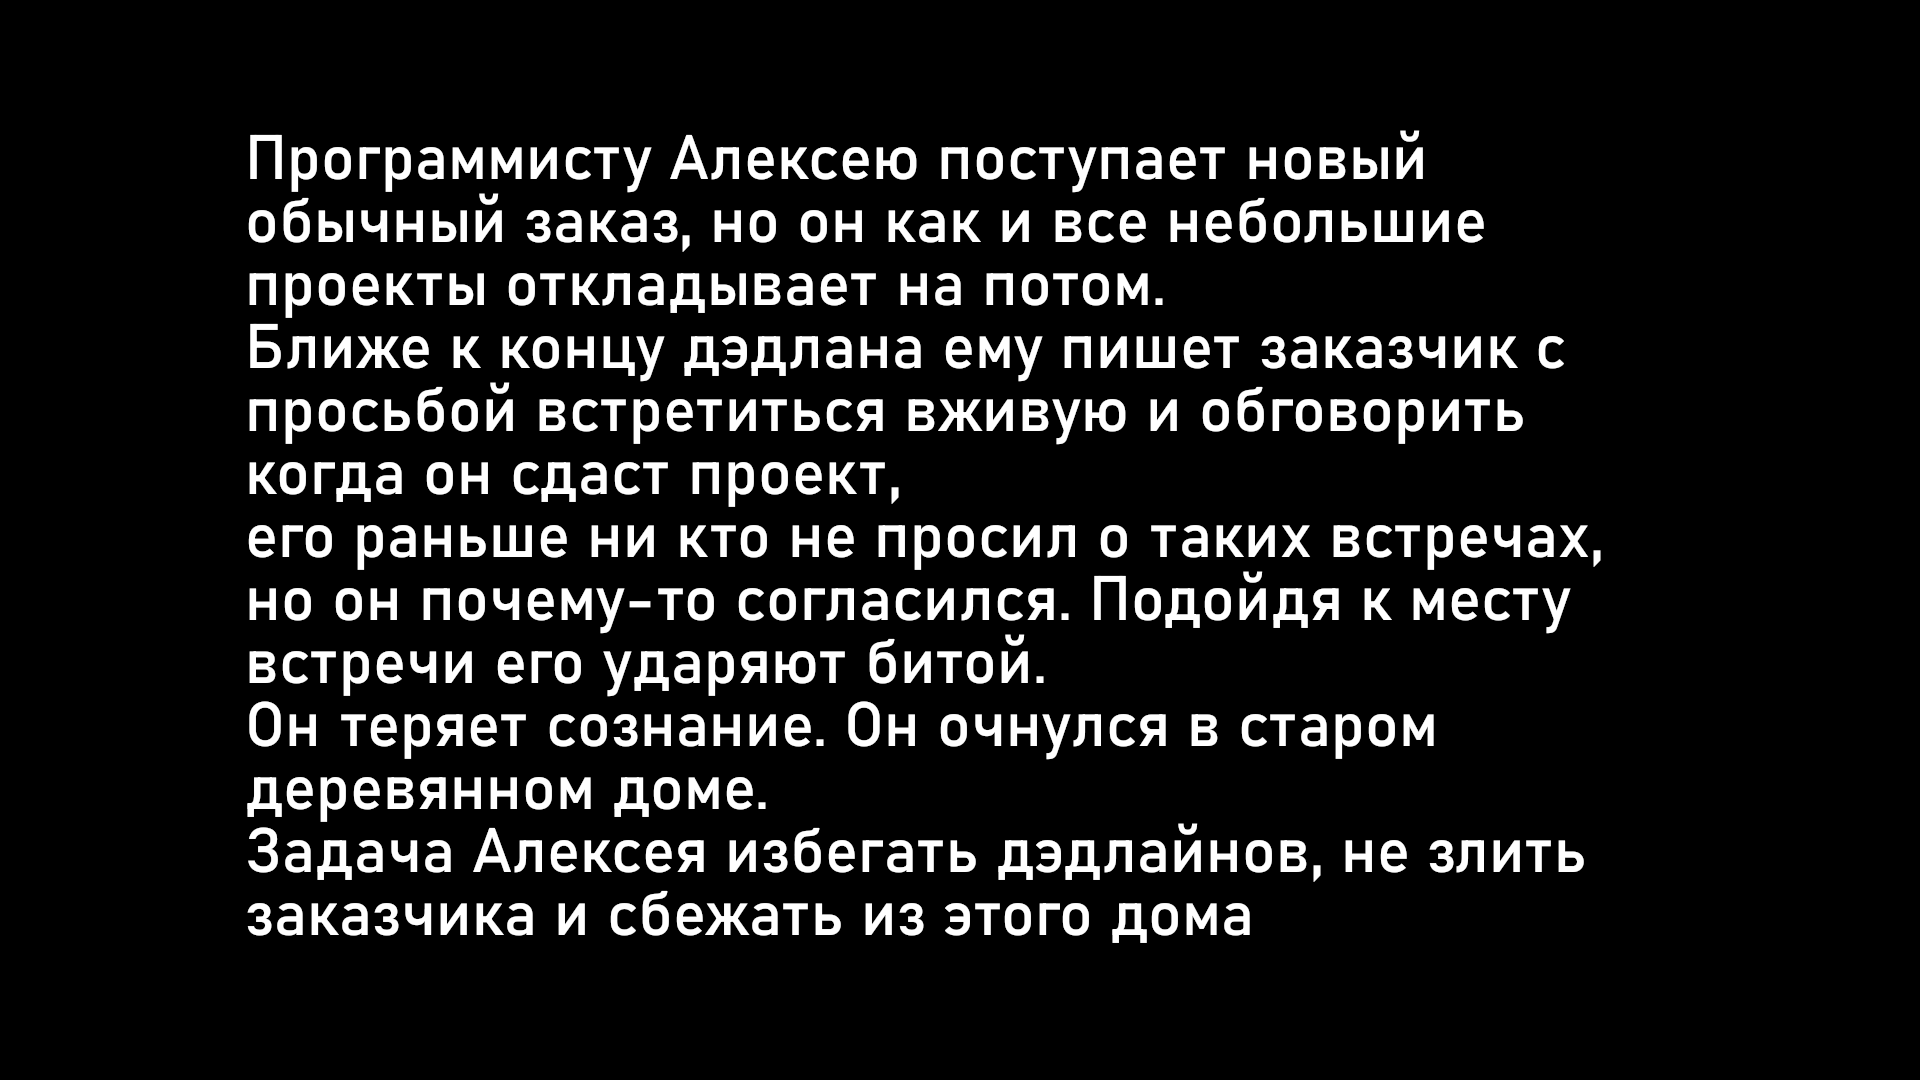 Программисту Алексею поступает новый
обычный заказ, но он как и все небольшие
проекты откладывает на потом.
Ближе к концу дэдлана ему пишет заказчик с
просьбой встретиться вживую и обговорить
когда он сдаст проект,
его раньше ни кто не просил о таких встречах,
но он почему-то согласился. Подойдя к месту
встречи его ударяют битой.
Он теряет сознание. Он очнулся в старом
деревянном доме.
Задача Алексея избегать дэдлайнов, не злить
заказчика и сбежать из этого дома